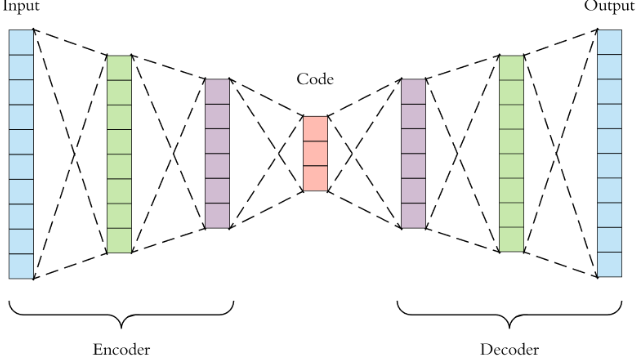 Input
Output
Code
Encoder
Decoder